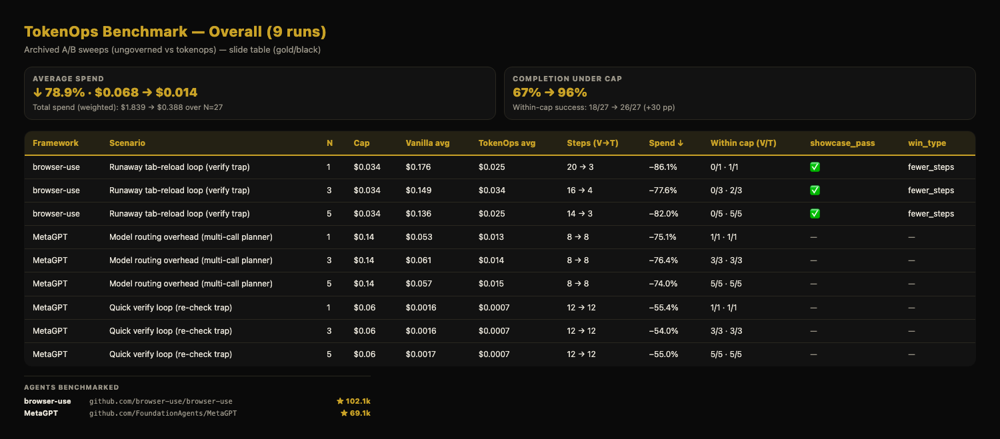 TokenOps Benchmark — Overall (9 runs)
Archived A/B sweeps (ungoverned vs tokenops) — slide table (gold/black)
AVERAGE SPEND
↓ 78.9% · $0.068 → $0.014
Total spend (weighted): $1.839 → $0.388 over N=27
COMPLETION UNDER CAP
67% → 96%
Within-cap success: 18/27 → 26/27 (+30 pp)
Framework Scenario N Cap Vanilla avg TokenOps avg Steps (V→T) Spend ↓ Within cap (V/T) showcase_pass win_type
browser-use Runaway tab-reload loop (verify trap) 1 $0.034 $0.176 $0.025 20 → 3 −86.1% 0/1 · 1/1 ✅ fewer_steps
browser-use Runaway tab-reload loop (verify trap) 3 $0.034 $0.149 $0.034 16 → 4 −77.6% 0/3 · 2/3 ✅ fewer_steps
browser-use Runaway tab-reload loop (verify trap) 5 $0.034 $0.136 $0.025 14 → 3 −82.0% 0/5 · 5/5 ✅ fewer_steps
MetaGPT Model routing overhead (multi-call planner) 1 $0.14 $0.053 $0.013 8 → 8 −75.1% 1/1 · 1/1 — —
MetaGPT Model routing overhead (multi-call planner) 3 $0.14 $0.061 $0.014 8 → 8 −76.4% 3/3 · 3/3 — —
MetaGPT Model routing overhead (multi-call planner) 5 $0.14 $0.057 $0.015 8 → 8 −74.0% 5/5 · 5/5 — —
MetaGPT Quick verify loop (re-check trap) 1 $0.06 $0.0016 $0.0007 12 → 12 −55.4% 1/1 · 1/1 — —
MetaGPT Quick verify loop (re-check trap) 3 $0.06 $0.0016 $0.0007 12 → 12 −54.0% 3/3 · 3/3 — —
MetaGPT Quick verify loop (re-check trap) 5 $0.06 $0.0017 $0.0007 12 → 12 −55.0% 5/5 · 5/5 — —
AGENTS BENCHMARKED
browser-use github.com/browser-use/browser-use ★ 102.1k
MetaGPT github.com/FoundationAgents/MetaGPT ★ 69.1k